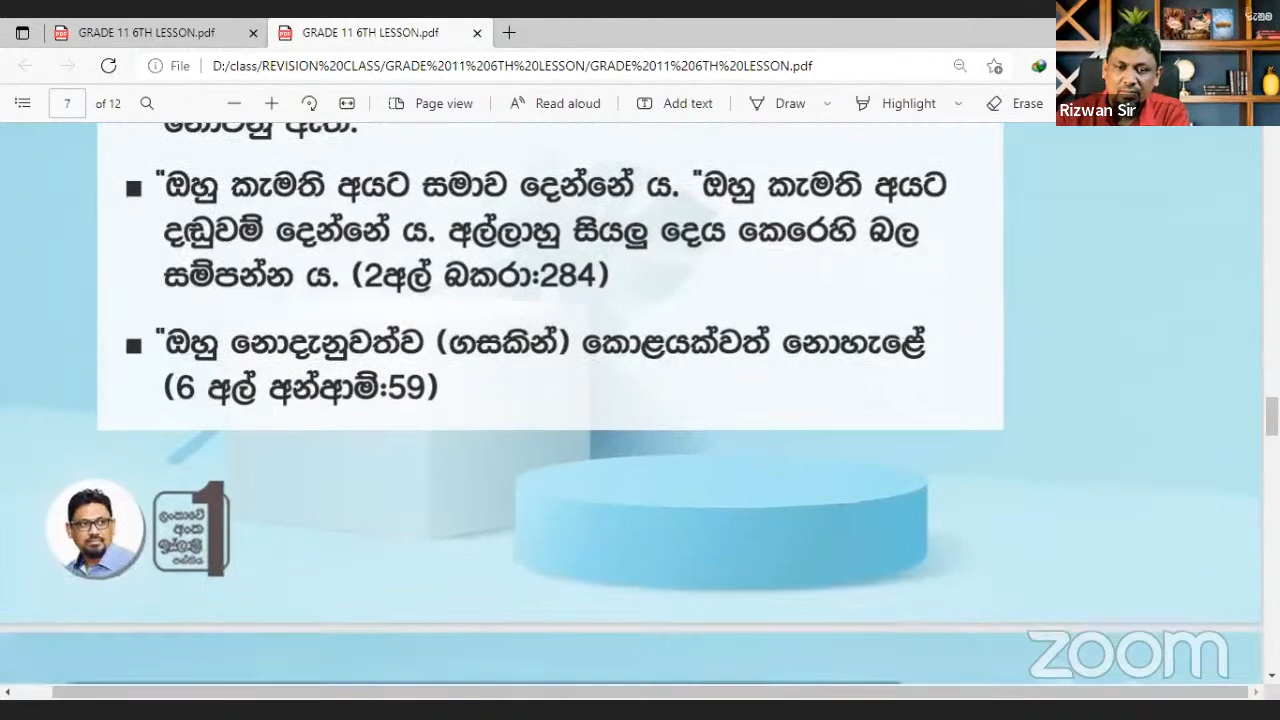 GRADE 11 6TH LESSON.pdf
GRADE 11 6TH LESSON.pdf
File D:/class/REVISION%20CLASS/GRADE%2011%206TH%20LESSON/GRADE%2011%206TH%20LESSON.pdf
7 of 12 Page view Read aloud Add text Draw Highlight Erase
Rizwan Sir
■ "ඔහු කැමති අයට සමාව දෙන්නේ ය. "ඔහු කැමති අයට
දඬුවම් දෙන්නේ ය. අල්ලාහු සියලු දෙය කෙරෙහි බල
සම්පන්න ය. (2අල් බකරා:284)
■ "ඔහු නොදැනුවත්ව (ගසකින්) කොළයක්වත් නොහැළේ
(6 අල් අන්ආම්:59)
ලංකාවේ
අංක 1
ඉස්ලාම්
පන්තිය
zoom